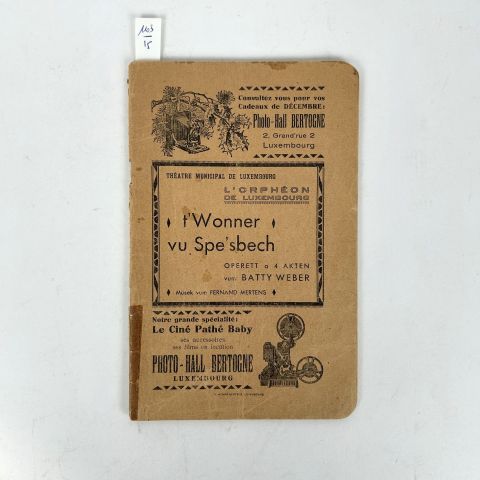 1103
15
Consultez vous pour vos
Cadeaux de DÉCEMBRE:
Photo-Hall BERTOGNE
2, Grand'rue 2
Luxembourg
THÉATRE MUNICIPAL DE LUXEMBOURG
L'ORPHÉON
DE LUXEMBOURG
t'Wonner
vu Spe'sbech
OPERETT a 4 AKTEN
vum BATTY WEBER
Musek vum FERNAND MERTENS
Notre grande spécialité:
Le Ciné Pathé Baby
ses accessoires
ses films en location
PHOTO-HALL BERTOGNE
LUXEMBOURG